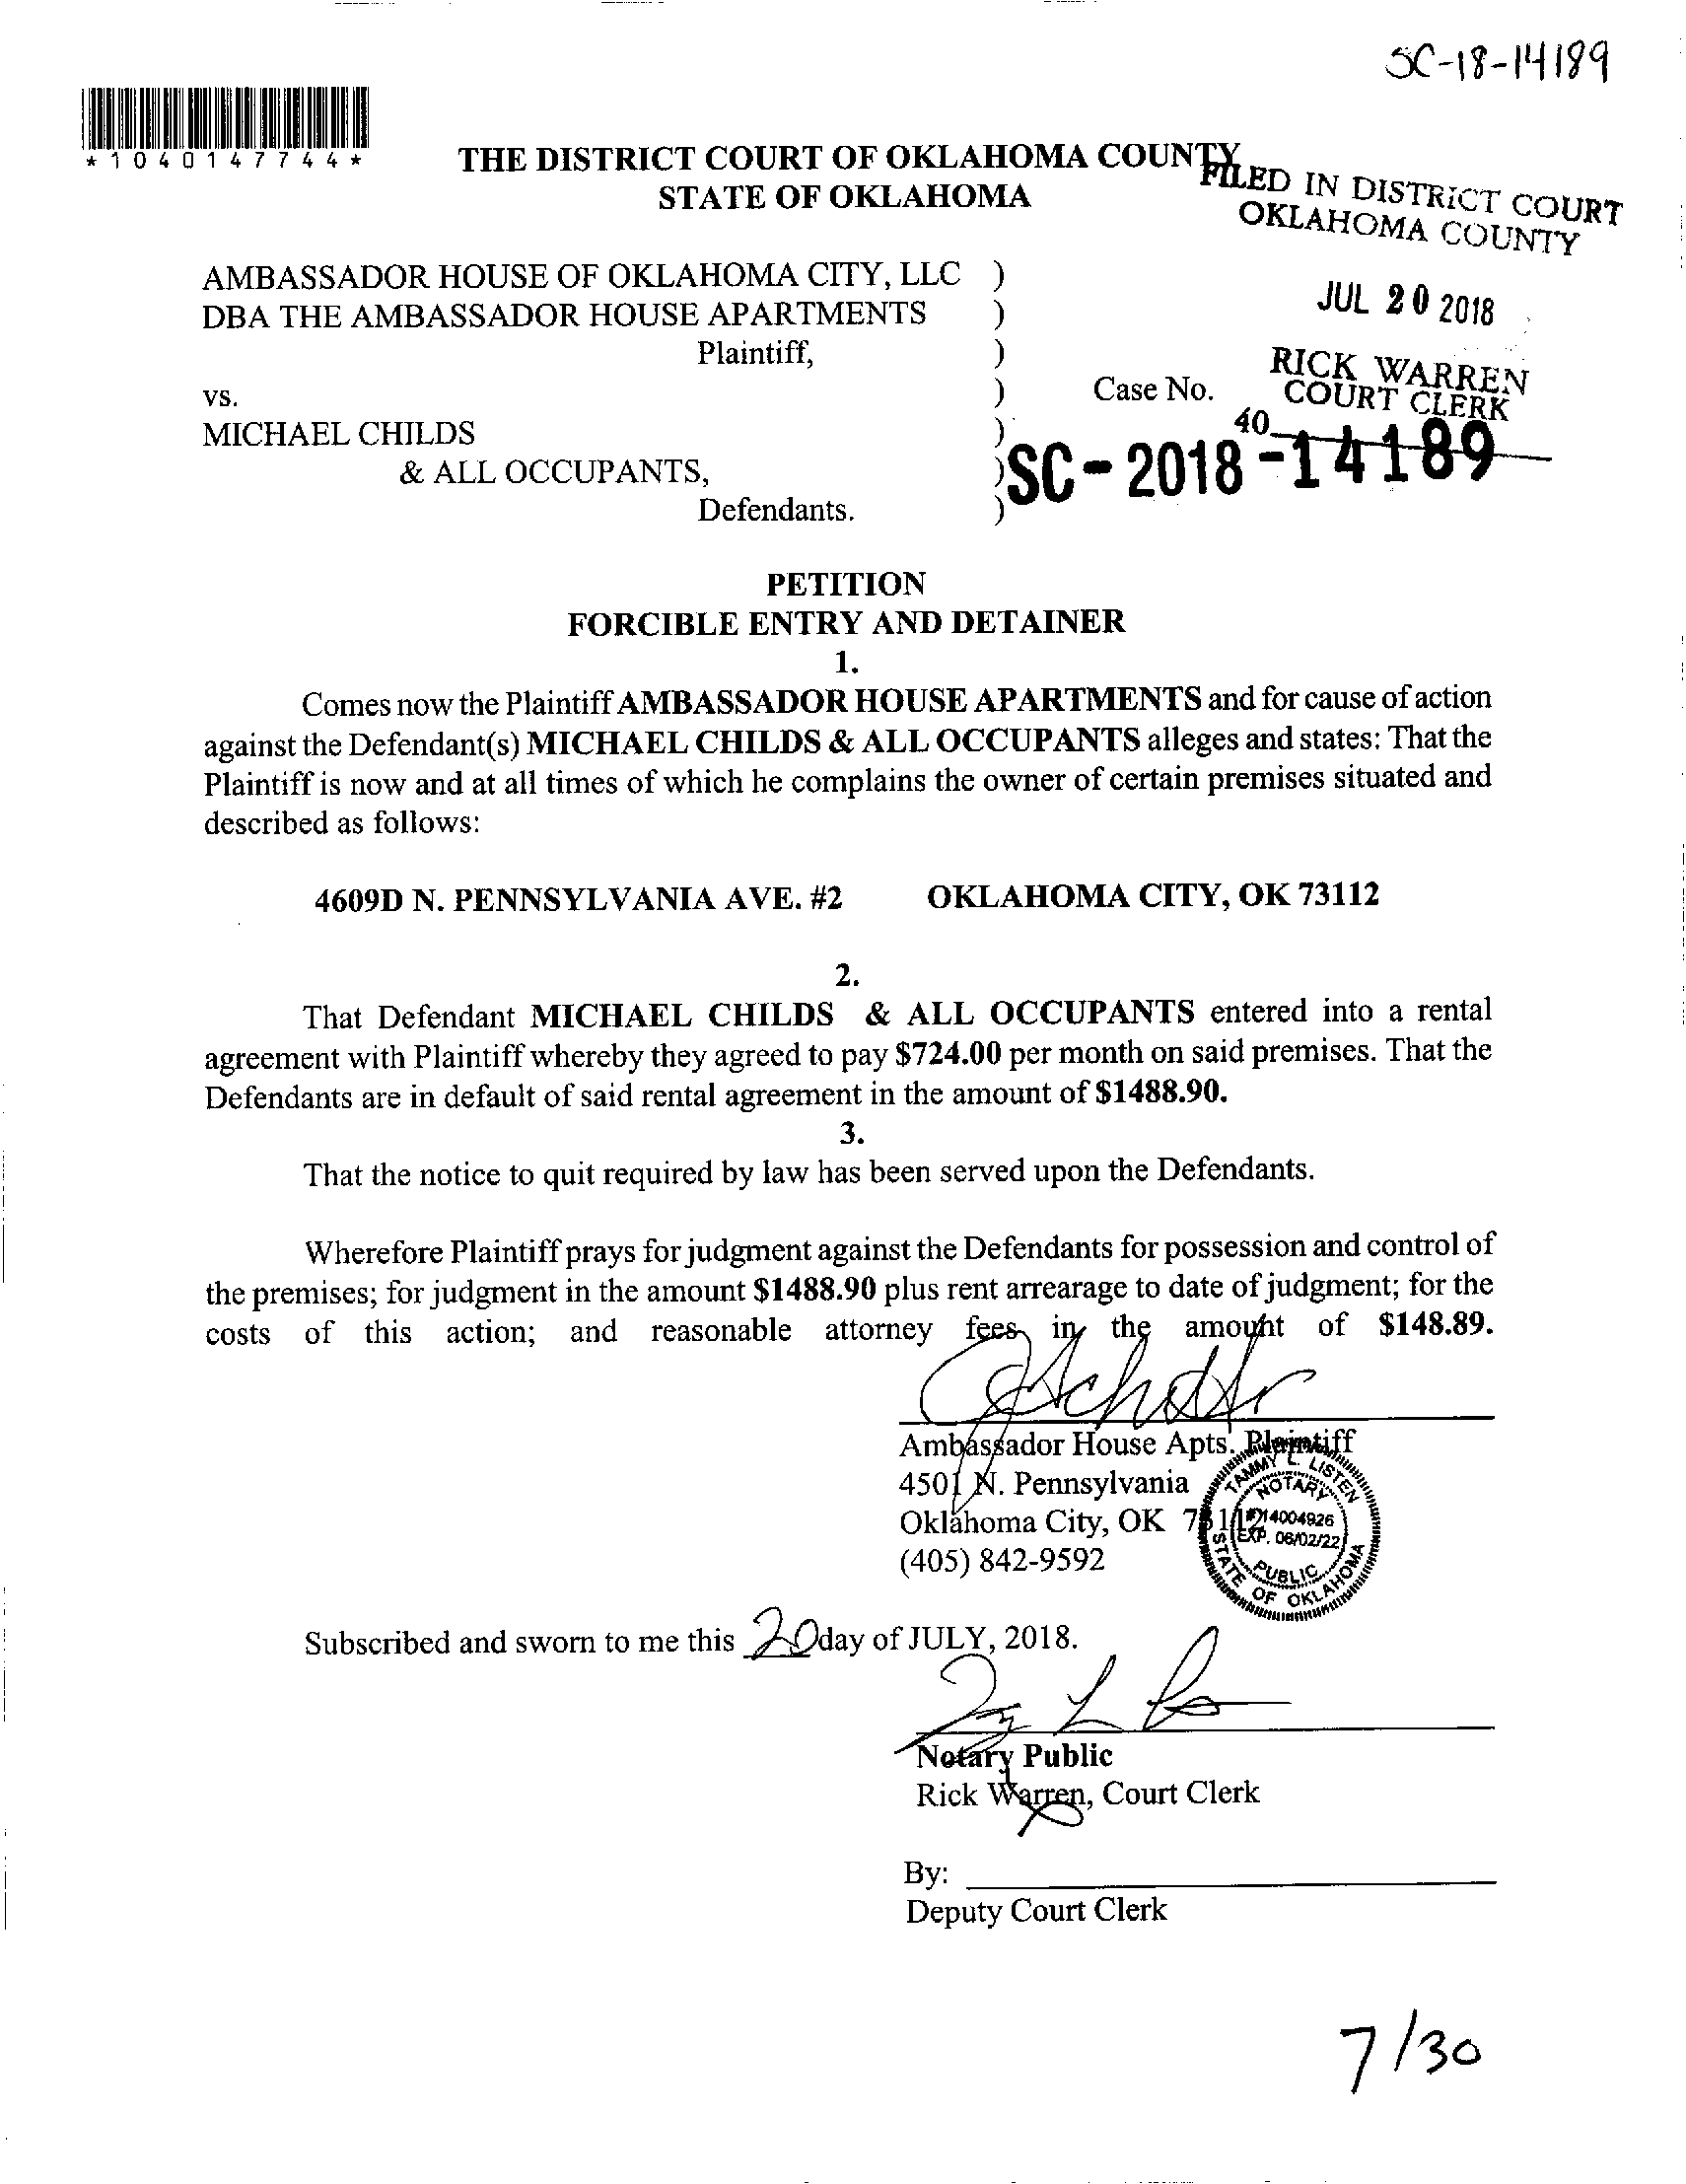 SC-18-14189
*1040147744*
THE DISTRICT COURT OF OKLAHOMA COUNTY
STATE OF OKLAHOMA
FILED IN DISTRICT COURT
OKLAHOMA COUNTY
JUL 20 2018
RICK WARREN
COURT CLERK
40
AMBASSADOR HOUSE OF OKLAHOMA CITY, LLC )
DBA THE AMBASSADOR HOUSE APARTMENTS )
Plaintiff, )
vs. ) Case No.
MICHAEL CHILDS )
& ALL OCCUPANTS, ) SC-2018-14189
Defendants. )
PETITION
FORCIBLE ENTRY AND DETAINER
1.
Comes now the Plaintiff AMBASSADOR HOUSE APARTMENTS and for cause of action
against the Defendant(s) MICHAEL CHILDS & ALL OCCUPANTS alleges and states: That the
Plaintiff is now and at all times of which he complains the owner of certain premises situated and
described as follows:
4609D N. PENNSYLVANIA AVE. #2 OKLAHOMA CITY, OK 73112
2.
That Defendant MICHAEL CHILDS & ALL OCCUPANTS entered into a rental
agreement with Plaintiff whereby they agreed to pay $724.00 per month on said premises. That the
Defendants are in default of said rental agreement in the amount of $1488.90.
3.
That the notice to quit required by law has been served upon the Defendants.
Wherefore Plaintiff prays for judgment against the Defendants for possession and control of
the premises; for judgment in the amount $1488.90 plus rent arrearage to date of judgment; for the
costs of this action; and reasonable attorney fees in the amount of $148.89.
Ambassador House Apts. Plaintiff
4501 N. Pennsylvania
Oklahoma City, OK 73112
(405) 842-9592
TAMMY L. LISTEN
NOTARY
#14004926
EXP. 06/02/22
PUBLIC
STATE OF OKLAHOMA
Subscribed and sworn to me this 20 day of JULY, 2018.
Notary Public
Rick Warren, Court Clerk
By:
Deputy Court Clerk
7/30